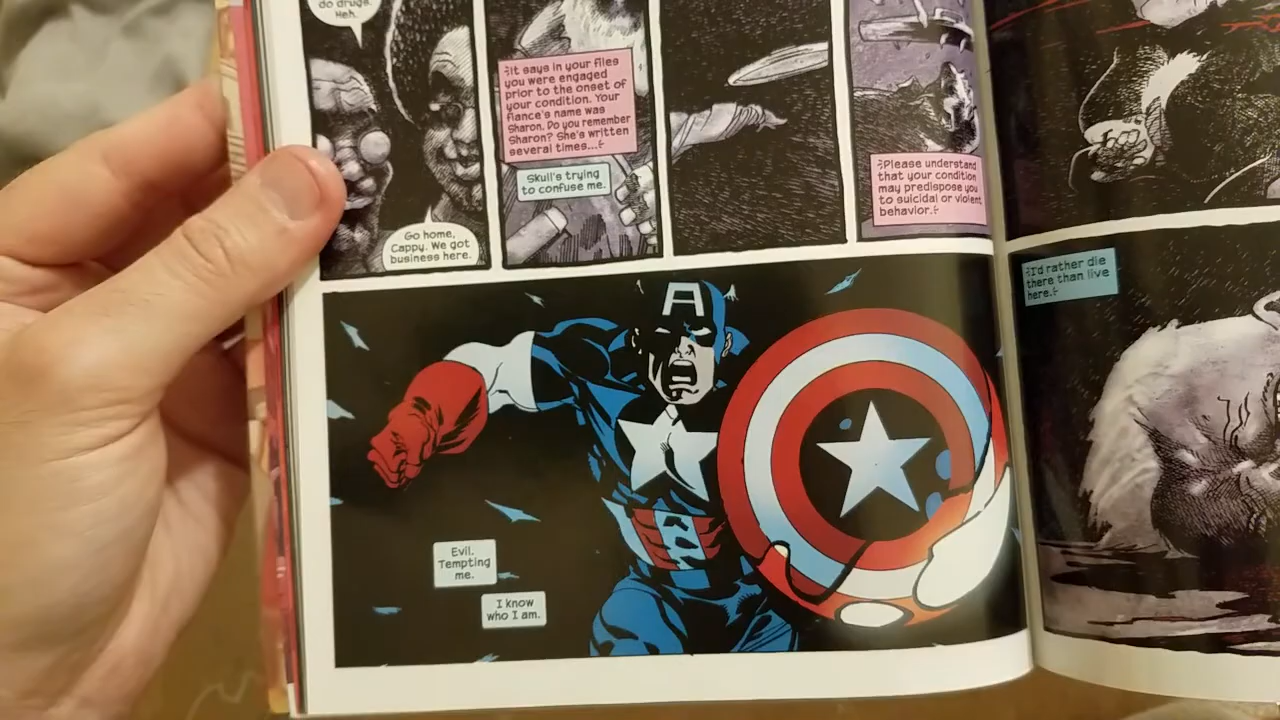 do drugs.
Heh.
Go home,
Cappy. We got
business here.
It says in your files
you were engaged
prior to the onset of
your condition. Your
fiance's name was
Sharon. Do you remember
Sharon? She's written
several times...
Skull's trying
to confuse me.
Please understand
that your condition
may predispose you
to suicidal or violent
behavior.
A
Evil.
Tempting
me.
I know
who I am.
I'd rather die
there than live
here.